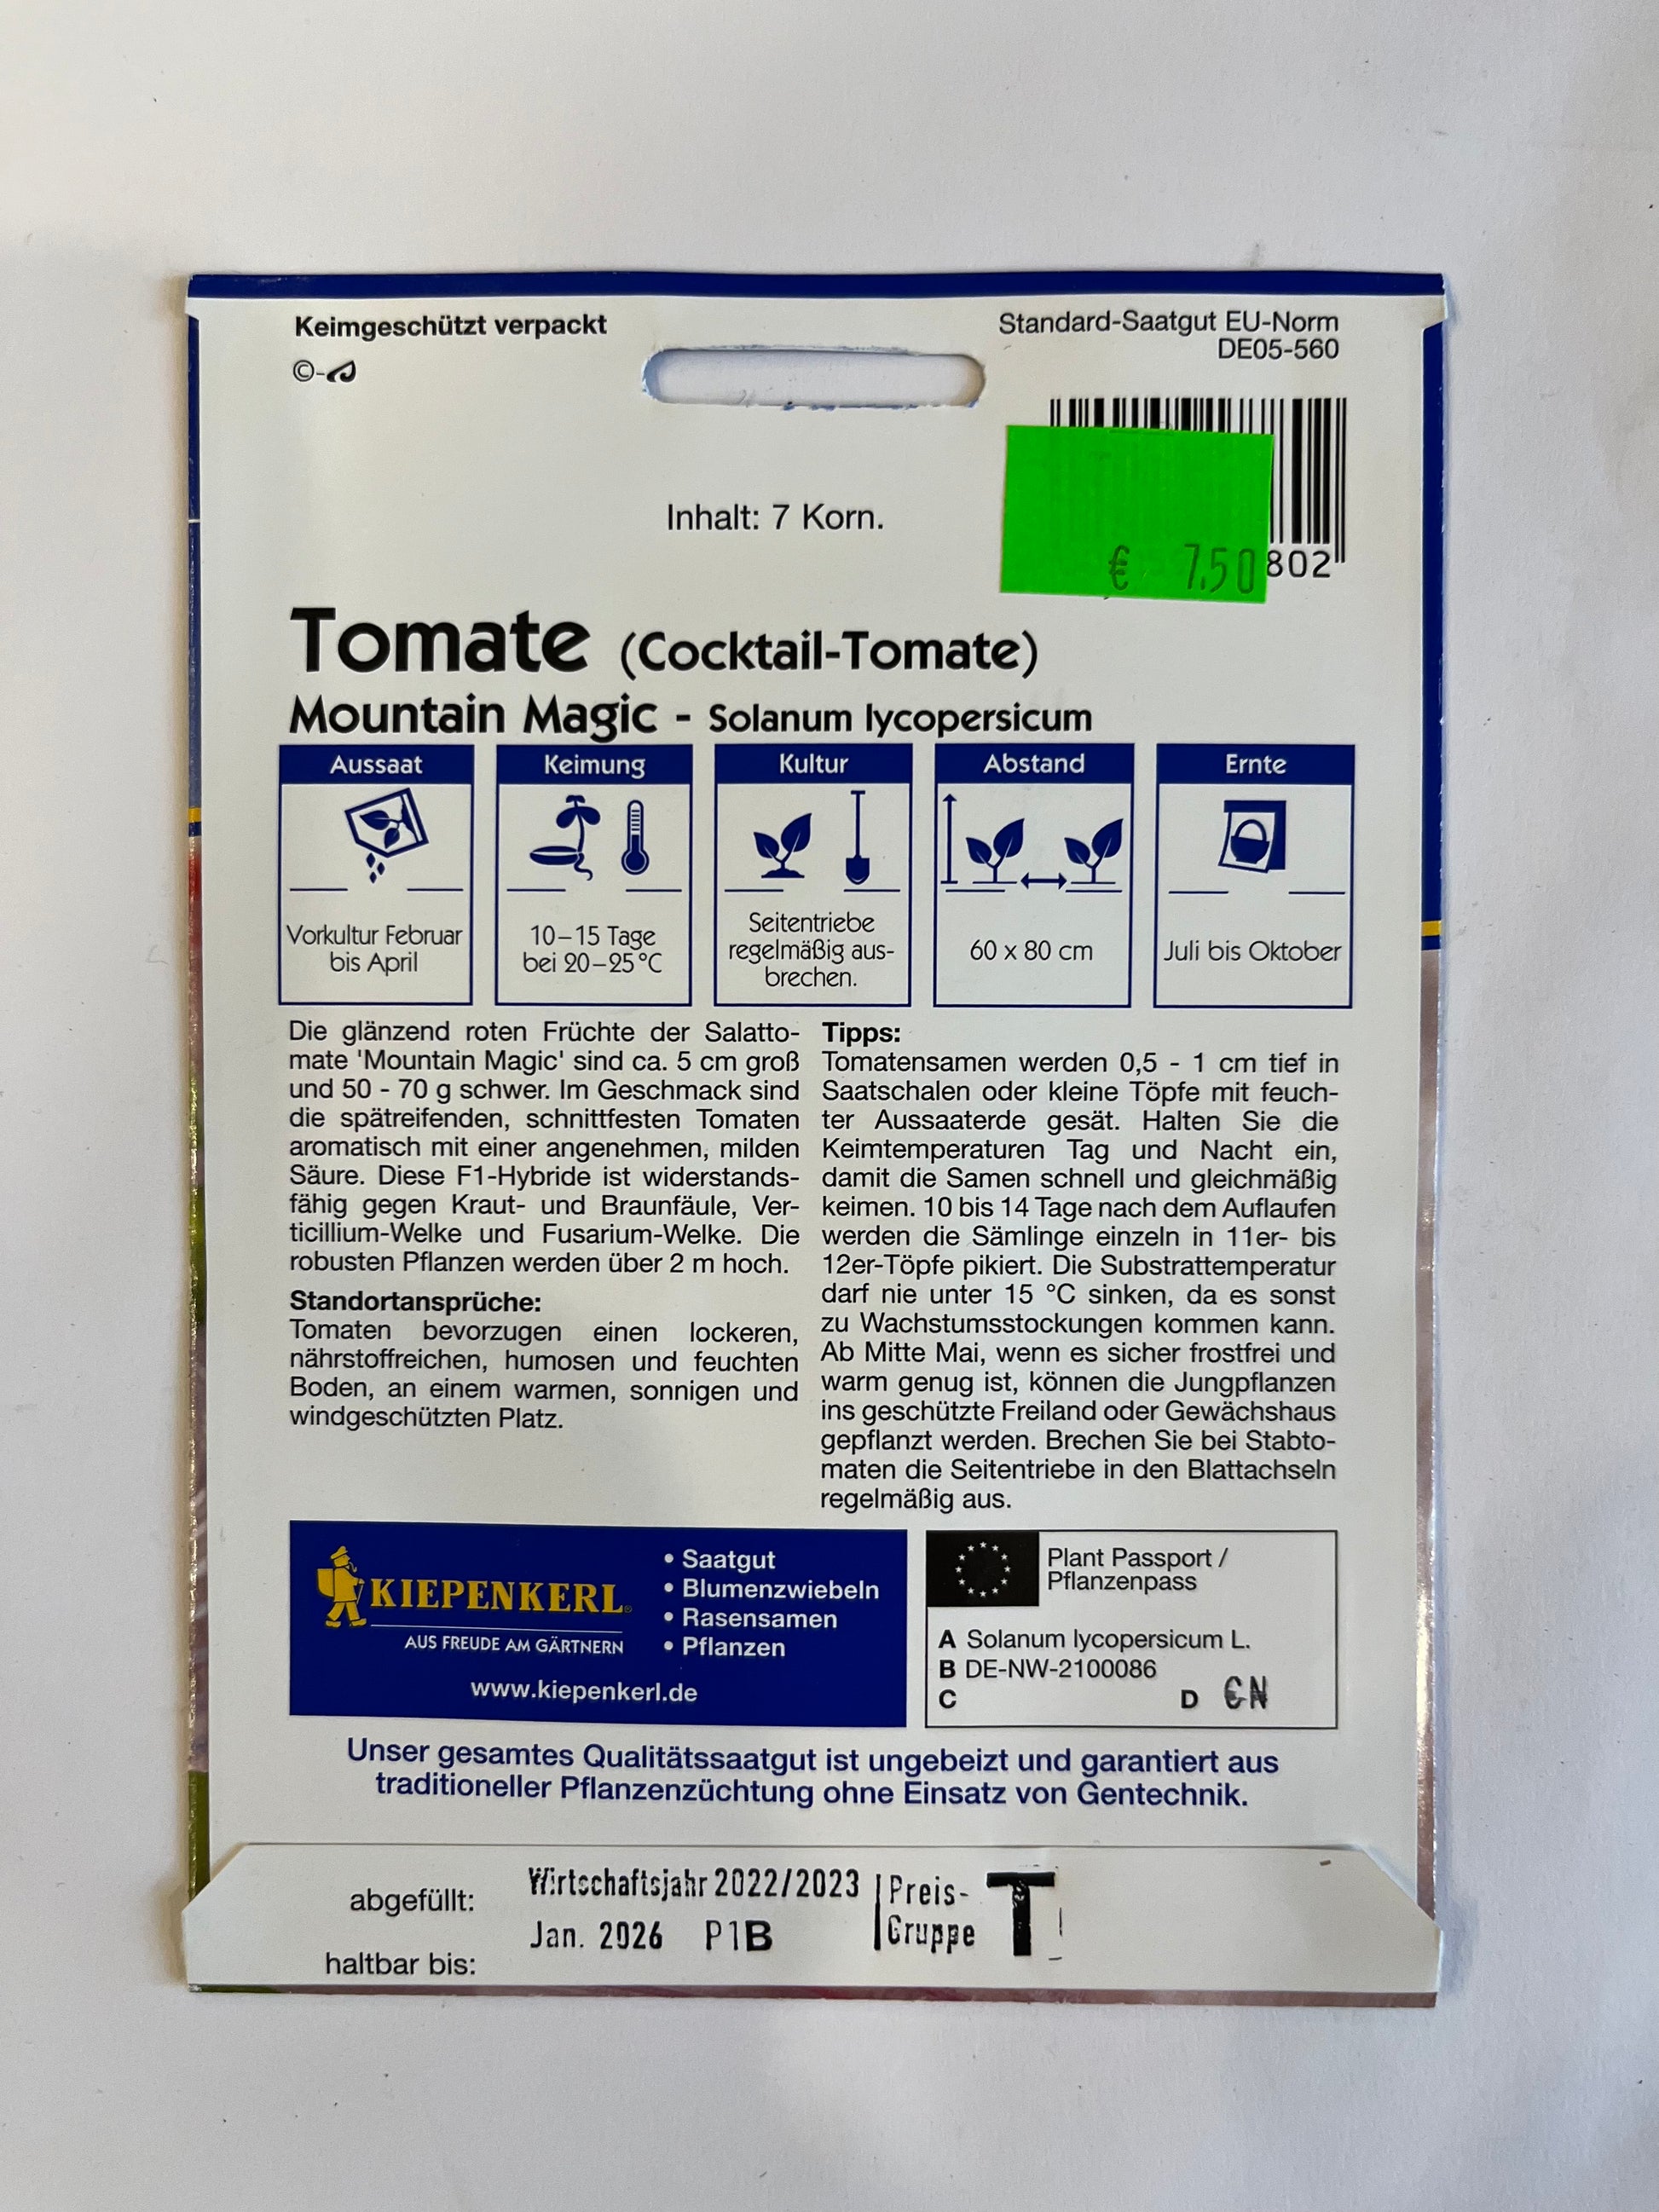 Keimgeschützt verpackt
©-
Standard-Saatgut EU-Norm
DE05-560
Inhalt: 7 Korn.
€ 7.50
802
Tomate (Cocktail-Tomate)
Mountain Magic - Solanum lycopersicum
Aussaat
Vorkultur Februar
bis April
Keimung
10–15 Tage
bei 20–25°C
Kultur
Seitentriebe
regelmäßig aus-
brechen.
Abstand
60 x 80 cm
Ernte
Juli bis Oktober
Die glänzend roten Früchte der Salatto-
mate 'Mountain Magic' sind ca. 5 cm groß
und 50 - 70 g schwer. Im Geschmack sind
die spätreifenden, schnittfesten Tomaten
aromatisch mit einer angenehmen, milden
Säure. Diese F1-Hybride ist widerstands-
fähig gegen Kraut- und Braunfäule, Ver-
ticillium-Welke und Fusarium-Welke. Die
robusten Pflanzen werden über 2 m hoch.
Standortansprüche:
Tomaten bevorzugen einen lockeren,
nährstoffreichen, humosen und feuchten
Boden, an einem warmen, sonnigen und
windgeschützten Platz.
Tipps:
Tomatensamen werden 0,5 - 1 cm tief in
Saatschalen oder kleine Töpfe mit feuch-
ter Aussaaterde gesät. Halten Sie die
Keimtemperaturen Tag und Nacht ein,
damit die Samen schnell und gleichmäßig
keimen. 10 bis 14 Tage nach dem Auflaufen
werden die Sämlinge einzeln in 11er- bis
12er-Töpfe pikiert. Die Substrattemperatur
darf nie unter 15 °C sinken, da es sonst
zu Wachstumsstockungen kommen kann.
Ab Mitte Mai, wenn es sicher frostfrei und
warm genug ist, können die Jungpflanzen
ins geschützte Freiland oder Gewächshaus
gepflanzt werden. Brechen Sie bei Stabto-
maten die Seitentriebe in den Blattachseln
regelmäßig aus.
KIEPENKERL®
AUS FREUDE AM GÄRTNERN
• Saatgut
• Blumenzwiebeln
• Rasensamen
• Pflanzen
www.kiepenkerl.de
Plant Passport /
Pflanzenpass
A Solanum lycopersicum L.
B DE-NW-2100086
C D CN
Unser gesamtes Qualitätssaatgut ist ungebeizt und garantiert aus
traditioneller Pflanzenzüchtung ohne Einsatz von Gentechnik.
abgefüllt: Wirtschaftsjahr 2022/2023
haltbar bis: Jan. 2026 P1B
Preis-
Gruppe T